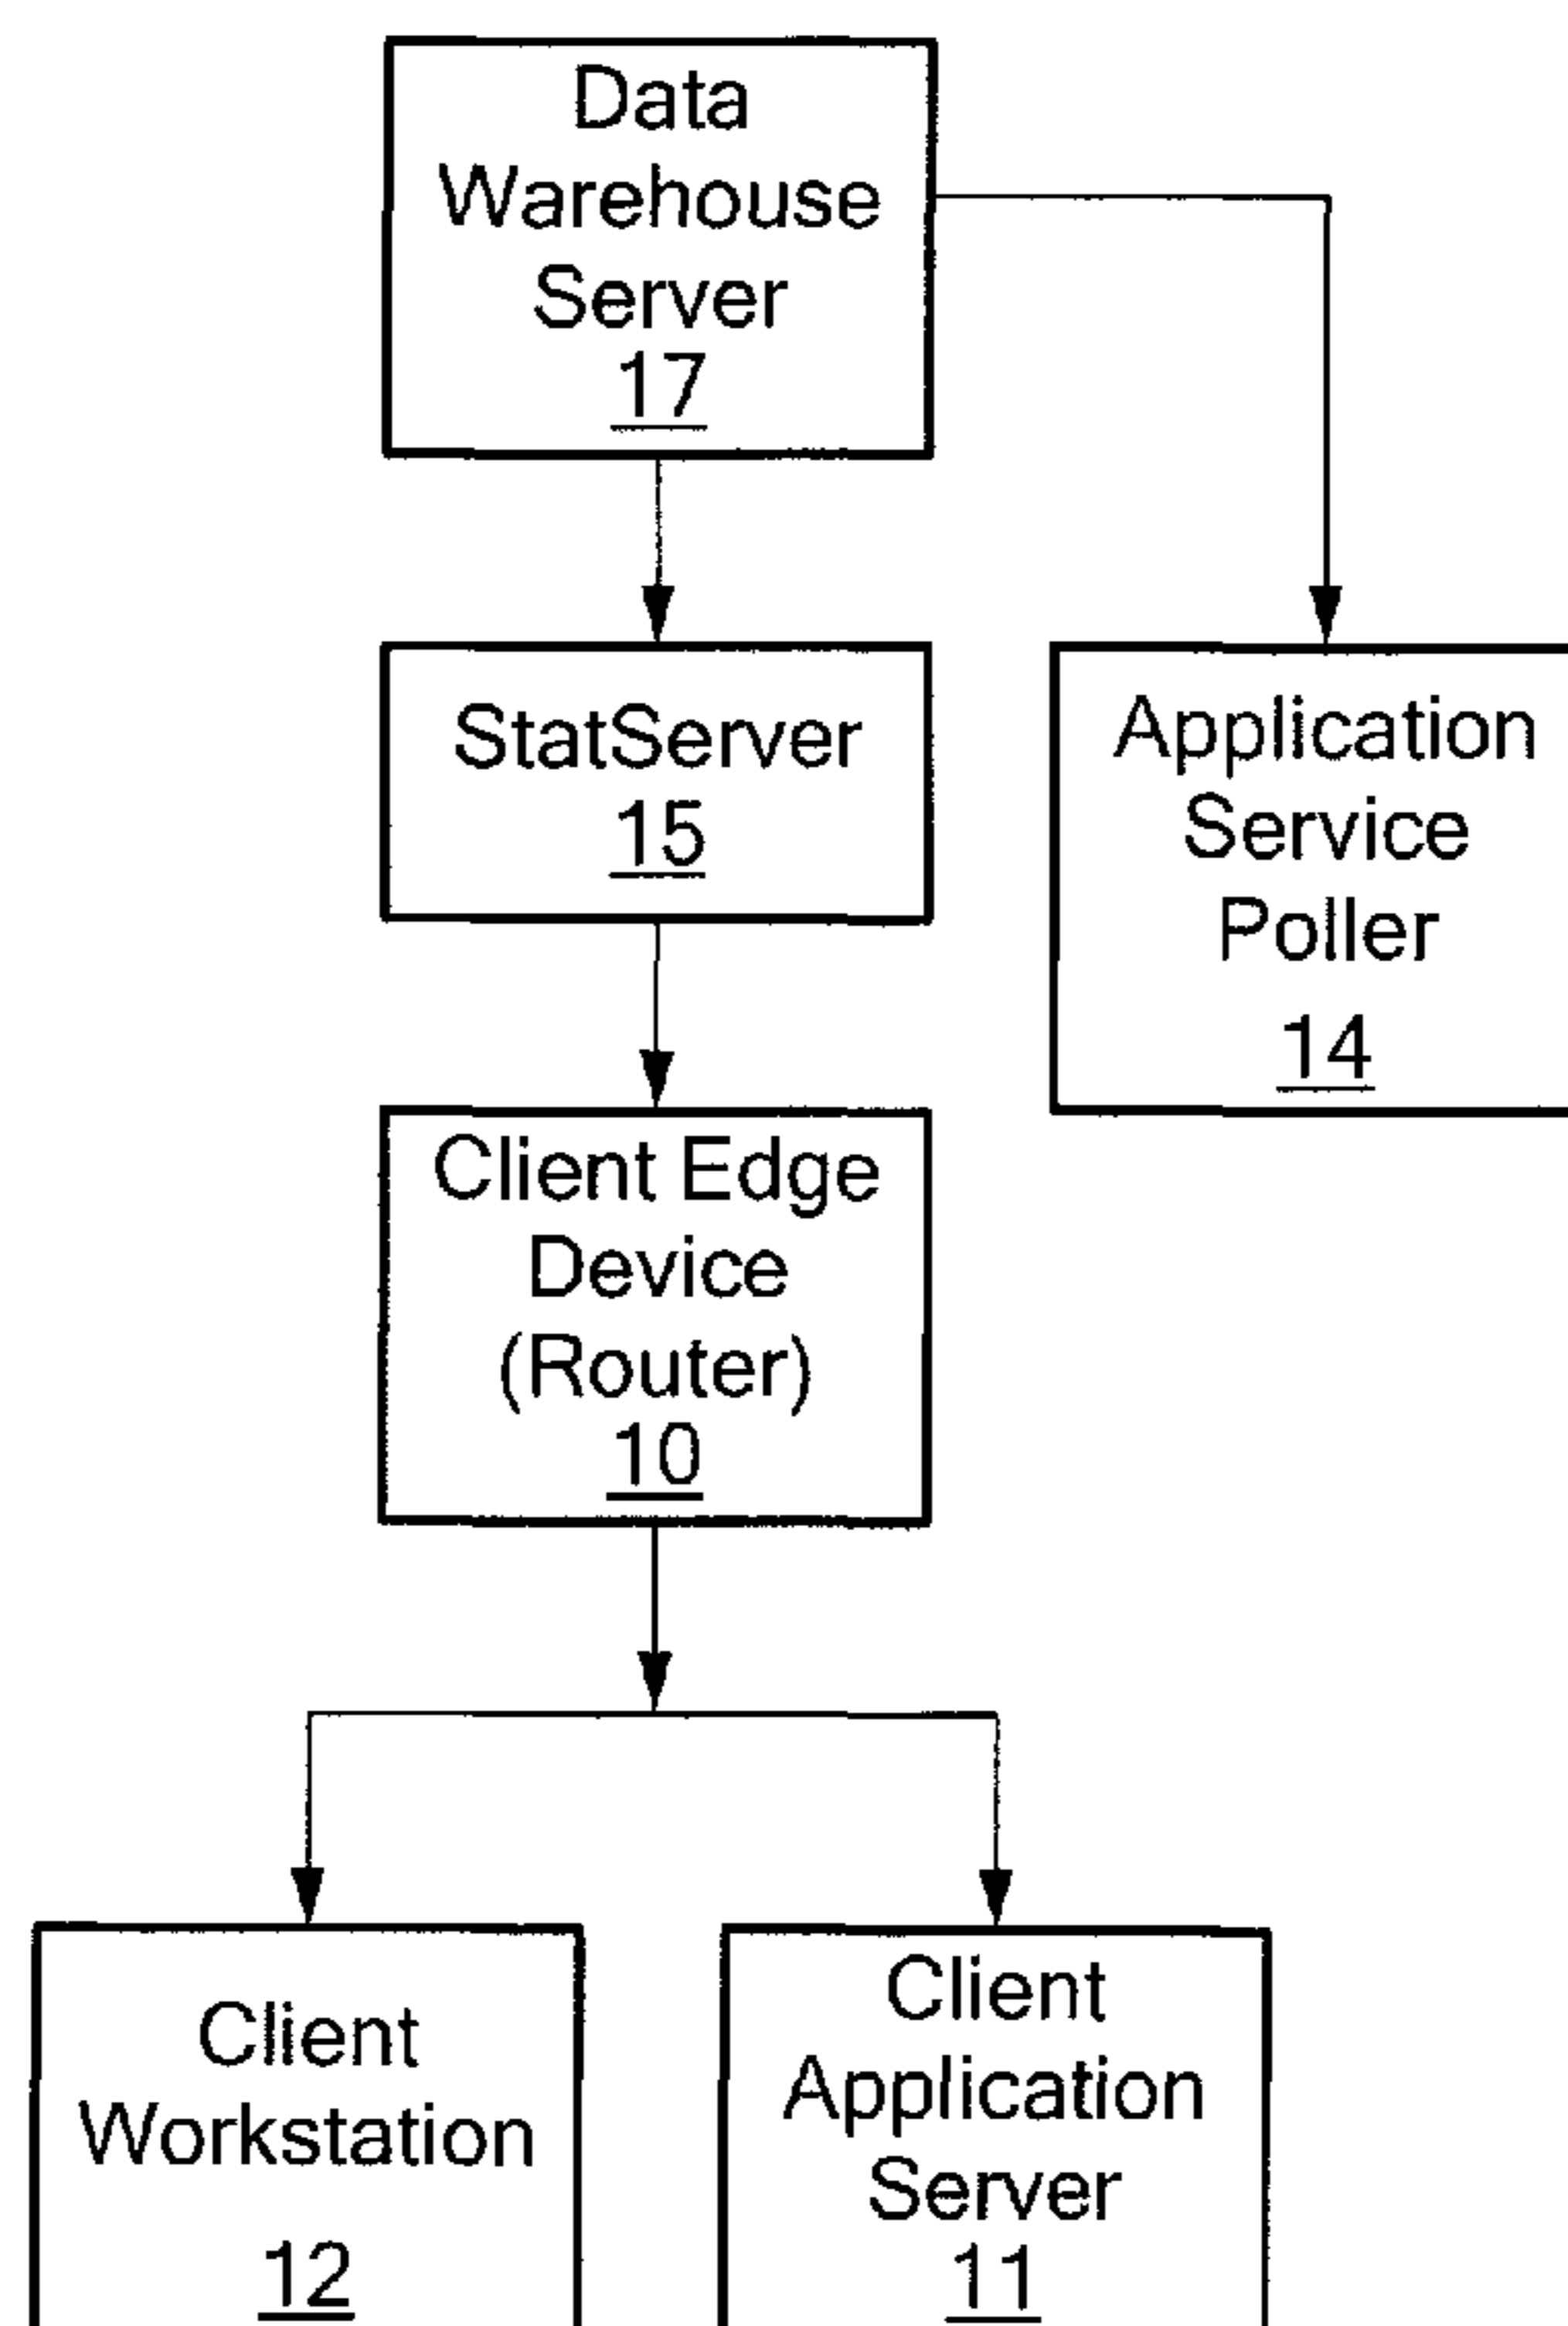 Data
Warehouse
Server
17
StatServer
15
Application
Service
Poller
14
Client Edge
Device
(Router)
10
Client
Workstation
12
Client
Application
Server
11